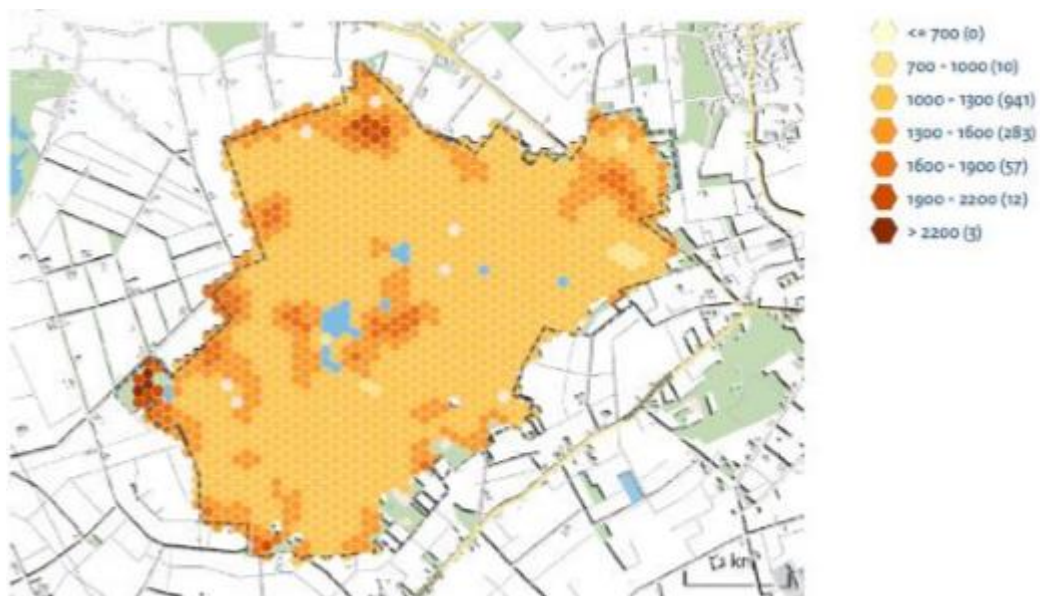 <= 700 (0)
700 - 1000 (10)
1000 - 1300 (941)
1300 - 1600 (283)
1600 - 1900 (57)
1900 - 2200 (12)
> 2200 (3)